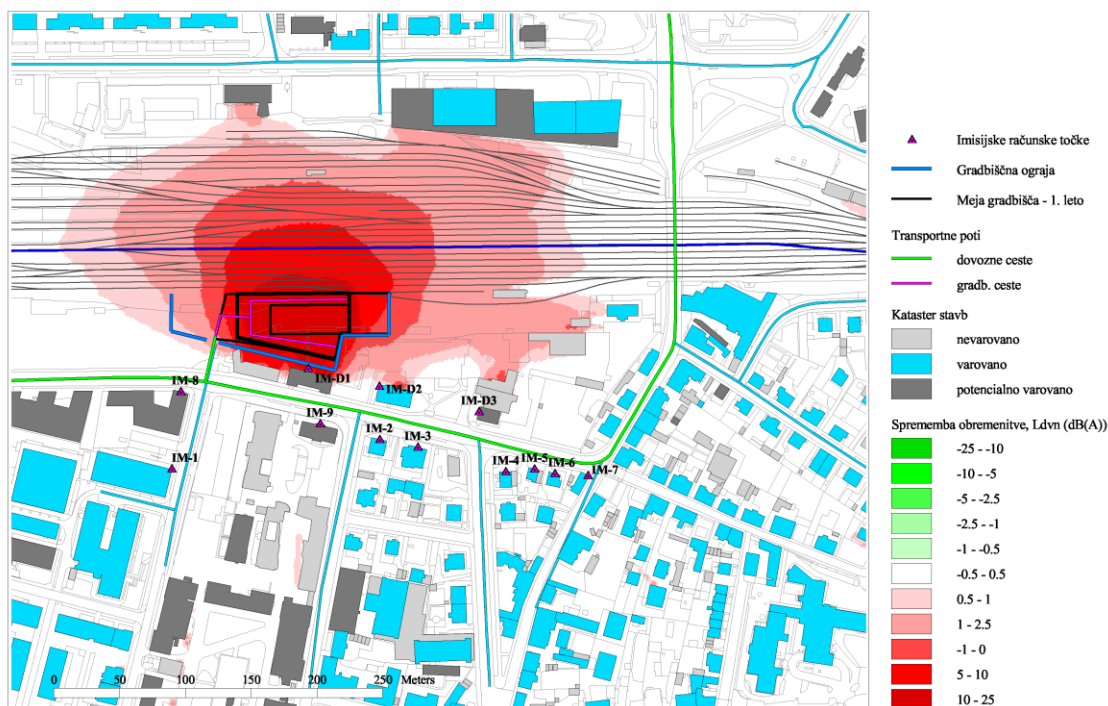 Imisijske računske točke
Gradbiščna ograja
Meja gradbišča - 1. leto
Transportne poti
dovozne ceste
gradb. ceste
Kataster stavb
nevarovano
varovano
potencialno varovano
Sprememba obremenitve, Ldvn (dB(A))
-25 - -10
-10 - -5
-5 - -2.5
-2.5 - -1
-1 - -0.5
-0.5 - 0.5
0.5 - 1
1 - 2.5
-1 - 0
5 - 10
10 - 25
IM-D1
IM-8
IM-D2
IM-D3
IM-9
IM-2
IM-3
IM-1
IM-4
IM-5
IM-6
IM-7
0 50 100 150 200 250 Meters